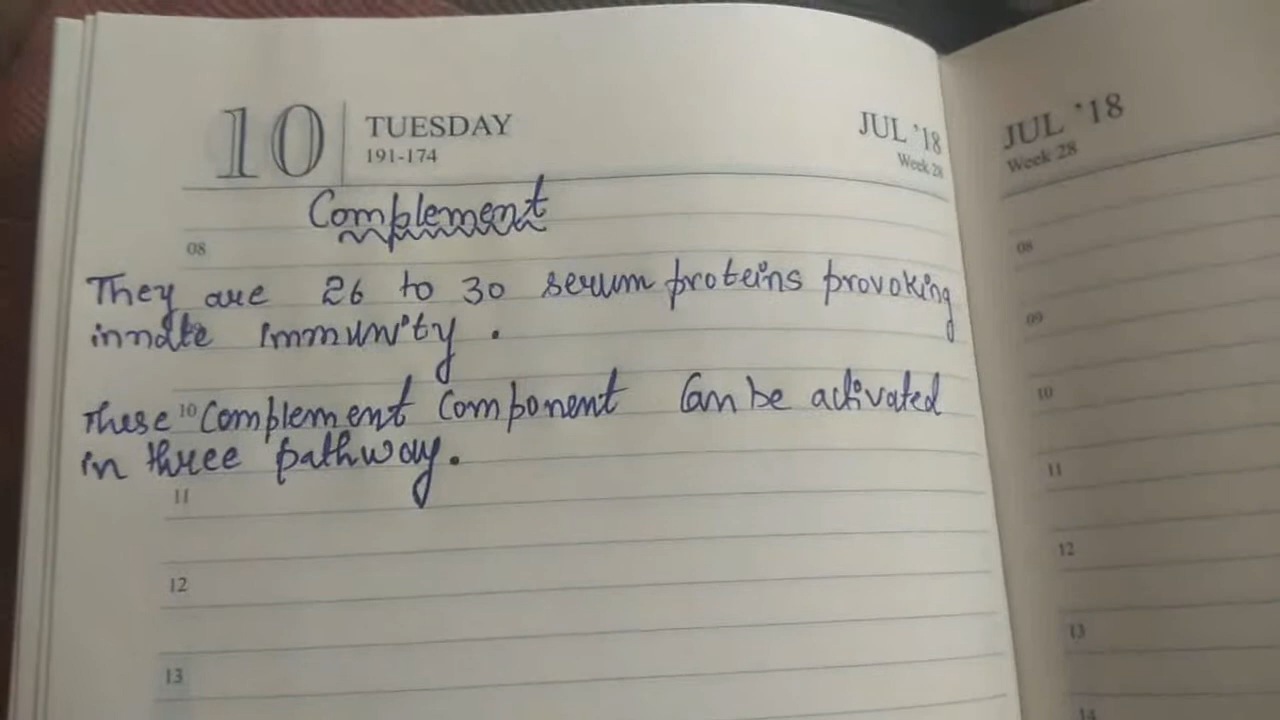 10 TUESDAY JUL '18
191-174 Week 28
Complement
08
They are 26 to 30 serum proteins provoking
innate immunity .
These 10 Complement Component Can be activated
in three pathway.
11
12
13
JUL '18
Week 28
08
09
10
11
12
13
14